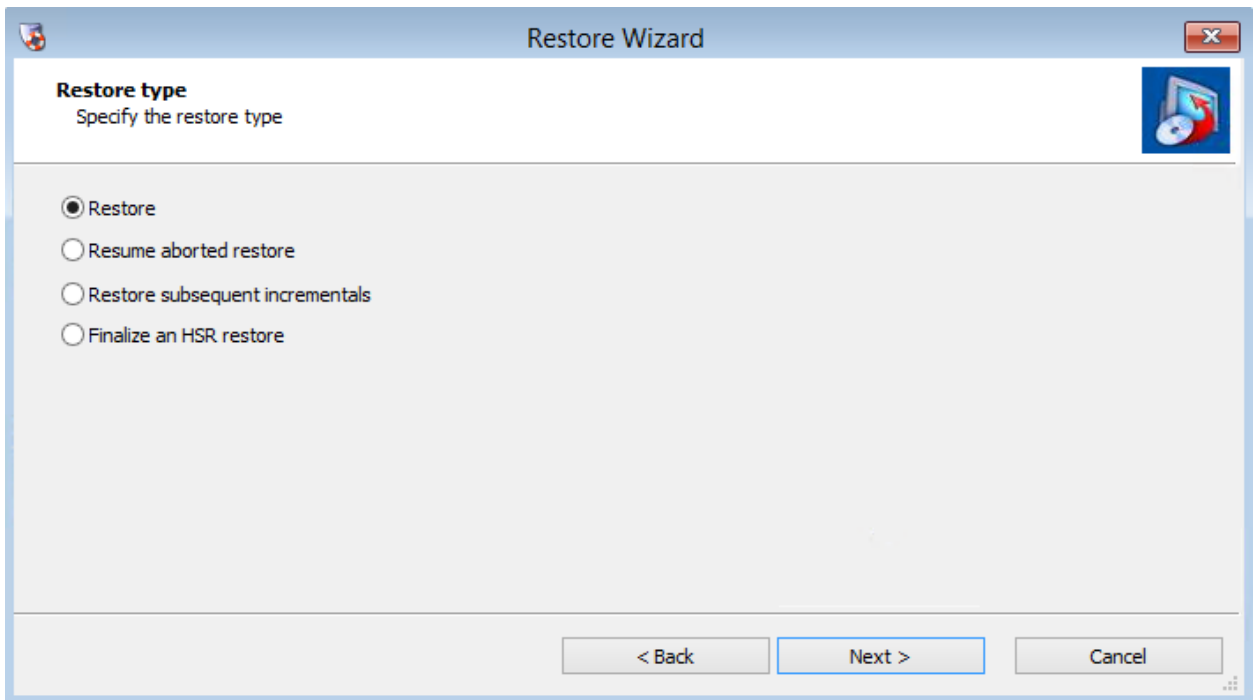 Restore Wizard
Restore type
Specify the restore type
Restore
Resume aborted restore
Restore subsequent incrementals
Finalize an HSR restore
< Back
Next >
Cancel